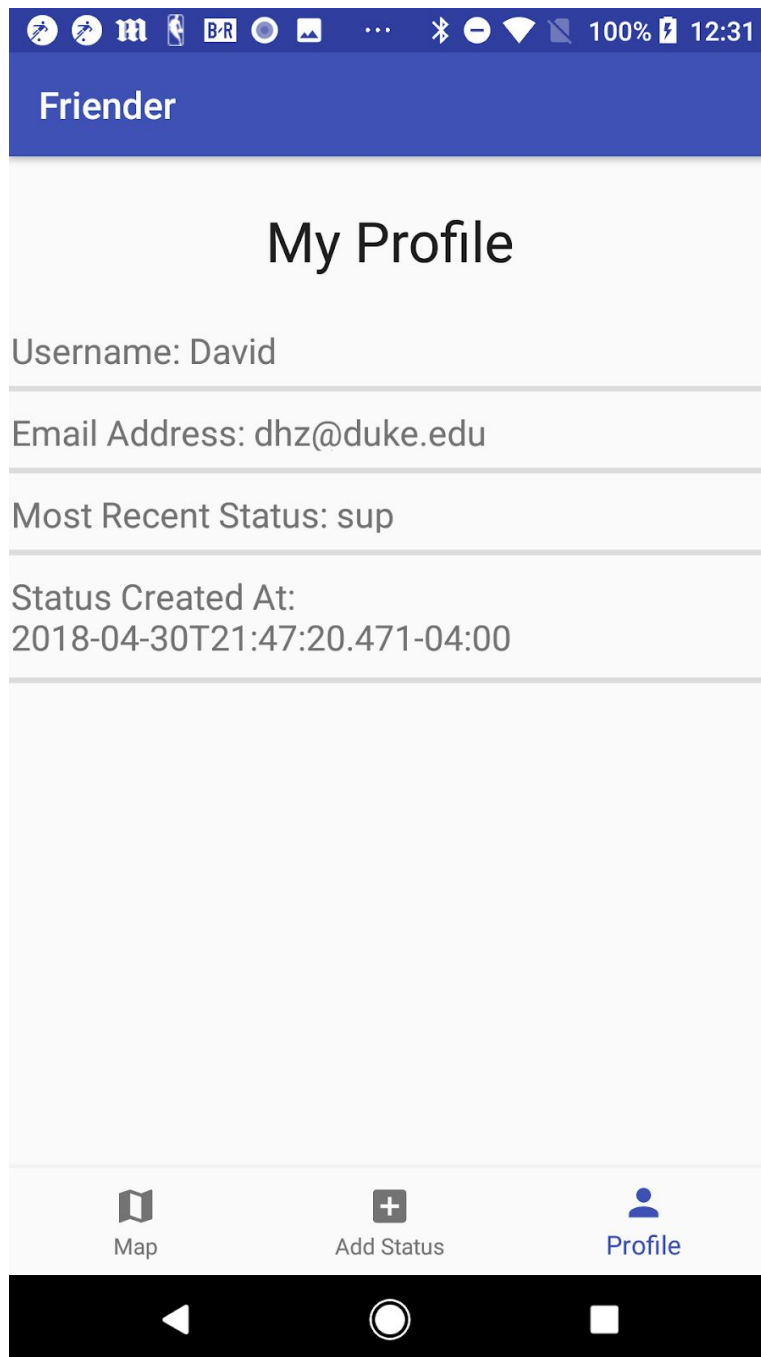 B·R 100% 12:31
Friender
My Profile
Username: David
Email Address: dhz@duke.edu
Most Recent Status: sup
Status Created At:
2018-04-30T21:47:20.471-04:00
Map Add Status Profile